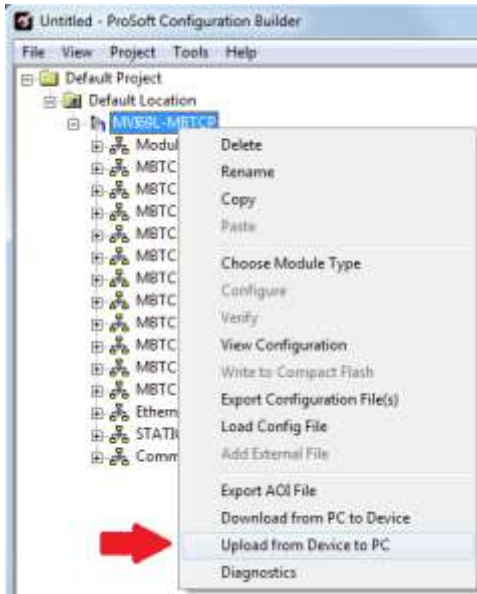 Untitled - ProSoft Configuration Builder
File View Project Tools Help
Default Project
Default Location
MVI69L-MBTCP
Modul
MBTC
MBTC
MBTC
MBTC
MBTC
MBTC
MBTC
MBTC
MBTC
MBTC
MBTC
Ethern
STATIC
Comm
Delete
Rename
Copy
Paste
Choose Module Type
Configure
Verify
View Configuration
Write to Compact Flash
Export Configuration File(s)
Load Config File
Add External File
Export AOI File
Download from PC to Device
Upload from Device to PC
Diagnostics